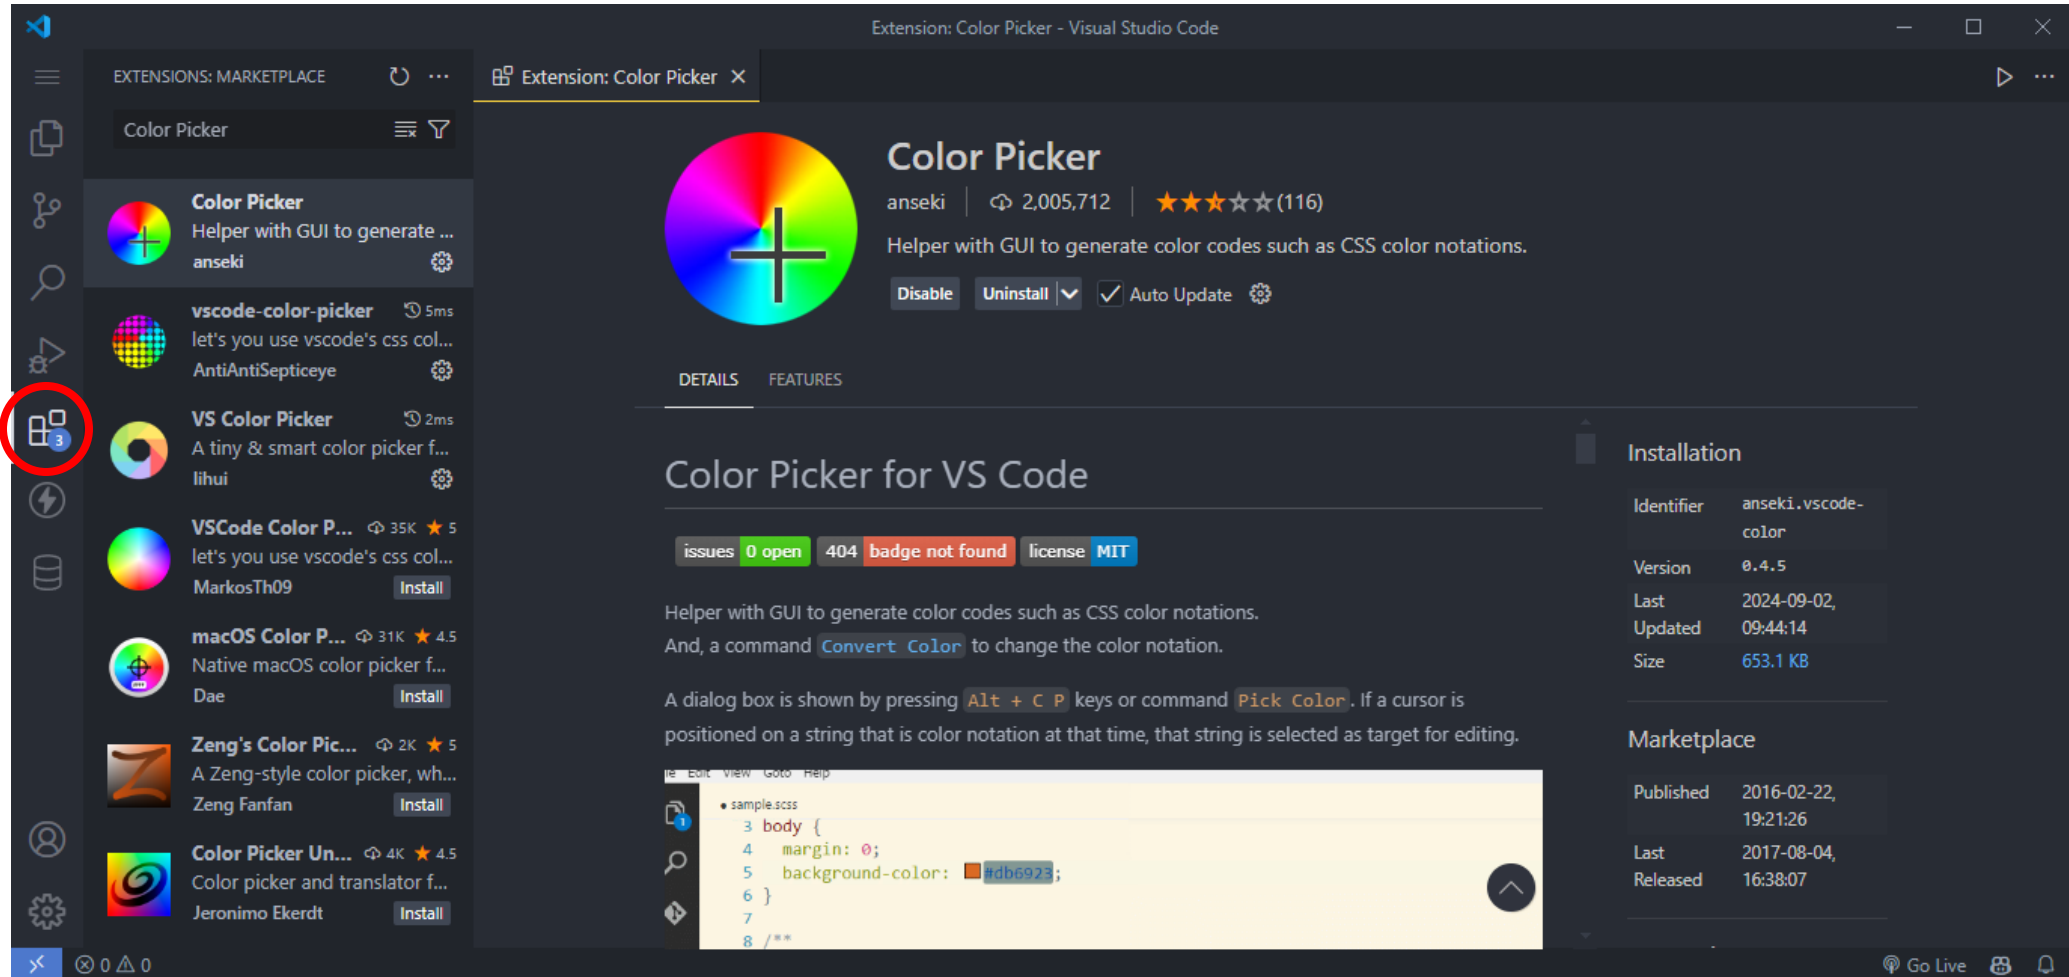 Extension: Color Picker - Visual Studio Code
EXTENSIONS: MARKETPLACE
Extension: Color Picker
Color Picker
Color Picker
Helper with GUI to generate ...
anseki
vscode-color-picker 5ms
let's you use vscode's css col...
AntiAntiSepticeye
VS Color Picker 2ms
A tiny & smart color picker f...
lihui
3
VSCode Color P... 35K ★ 5
let's you use vscode's css col...
MarkosTh09 Install
macOS Color P... 31K ★ 4.5
Native macOS color picker f...
Dae Install
Zeng's Color Pic... 2K ★ 5
A Zeng-style color picker, wh...
Zeng Fanfan Install
Color Picker Un... 4K ★ 4.5
Color picker and translator f...
Jeronimo Ekerdt Install
Color Picker
anseki 2,005,712 (116)
Helper with GUI to generate color codes such as CSS color notations.
Disable Uninstall Auto Update
DETAILS FEATURES
Color Picker for VS Code
issues 0 open 404 badge not found license MIT
Helper with GUI to generate color codes such as CSS color notations.
And, a command Convert Color to change the color notation.
A dialog box is shown by pressing Alt + C P keys or command Pick Color. If a cursor is
positioned on a string that is color notation at that time, that string is selected as target for editing.
Edit View Goto Help
● sample.scss
1
3 body {
4 margin: 0;
5 background-color: #db6923;
6 }
7
8 /**
Installation
Identifier anseki.vscode-
color
Version 0.4.5
Last 2024-09-02,
Updated 09:44:14
Size 653.1 KB
Marketplace
Published 2016-02-22,
19:21:26
Last 2017-08-04,
Released 16:38:07
0 0
Go Live